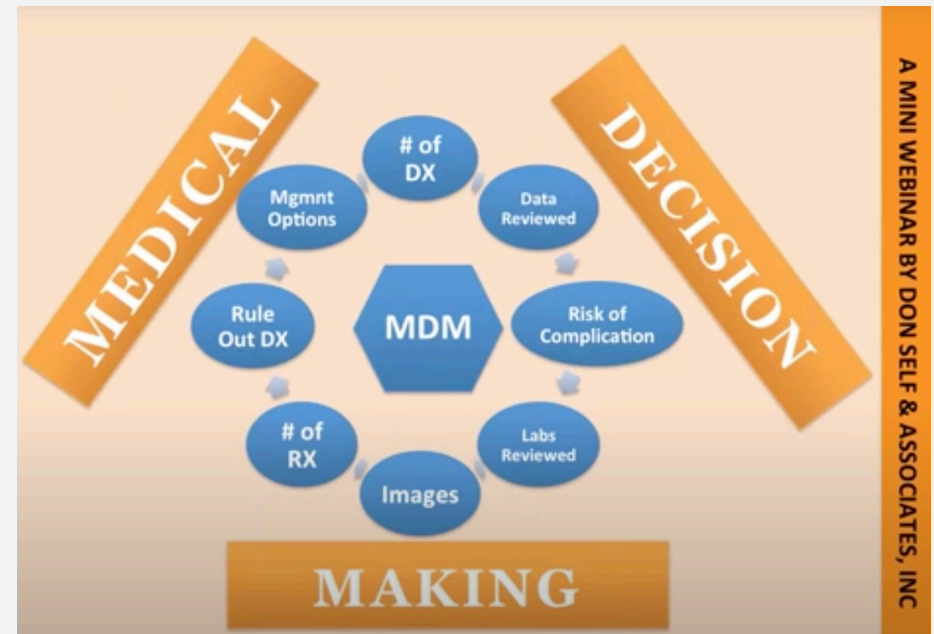 MEDICAL
DECISION
MAKING
MDM
# of
DX
Data
Reviewed
Risk of
Complication
Labs
Reviewed
Images
# of
RX
Rule
Out DX
Mgmnt
Options
A MINI WEBINAR BY DON SELF & ASSOCIATES, INC